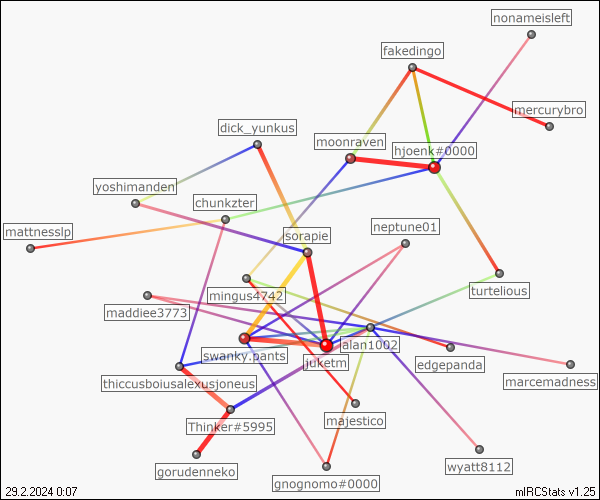 nonameisleft
fakedingo
mercurybro
dick_yunkus
moonraven
hjoenk#0000
yoshimanden
chunkzter
mattnesslp
sorapie
neptune01
mingus4742
turtelious
maddiee3773
swanky.pants
juketm
alan1002
edgepanda
marcemadness
thiccusboiusalexusjoneus
majestico
Thinker#5995
gorudenneko
gnognomo#0000
wyatt8112
29.2.2024 0:07
mIRCStats v1.25